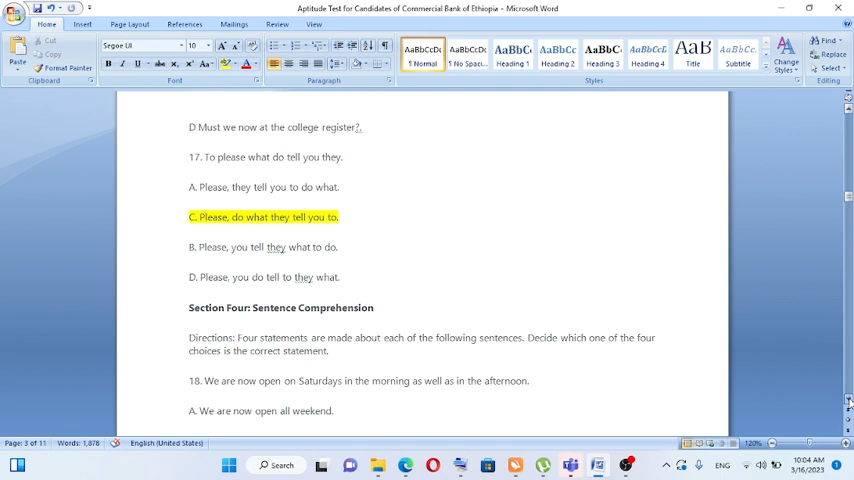 Aptitude Test for Candidates of Commercial Bank of Ethiopia - Microsoft Word
Home Insert Page Layout References Mailings Review View
Paste
Cut
Copy
Format Painter
Clipboard
Segoe UI 10
Font
Paragraph
AaBbCcDc AaBbCcDc AaBbC AaBbCc AaBbCc AaBbCcD AaB AaBbCc.
¶ Normal ¶ No Spaci... Heading 1 Heading 2 Heading 3 Heading 4 Title Subtitle
Change Styles
Styles
Find
Replace
Select
Editing
D Must we now at the college register?.
17. To please what do tell you they.
A. Please, they tell you to do what.
C. Please, do what they tell you to.
B. Please, you tell they what to do.
D. Please, you do tell to they what.
Section Four: Sentence Comprehension
Directions: Four statements are made about each of the following sentences. Decide which one of the four
choices is the correct statement.
18. We are now open on Saturdays in the morning as well as in the afternoon.
A. We are now open all weekend.
Page: 3 of 11 Words: 1,878 English (United States) 120%
Search
ENG
10:04 AM
3/16/2023